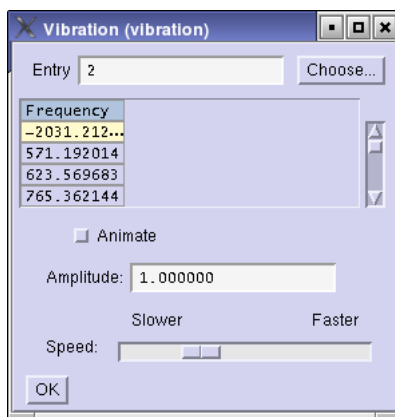 Vibration (vibration)
Entry 2 Choose...
Frequency
-2031.212...
571.192014
623.569683
765.362144
Animate
Amplitude: 1.000000
Slower Faster
Speed:
OK